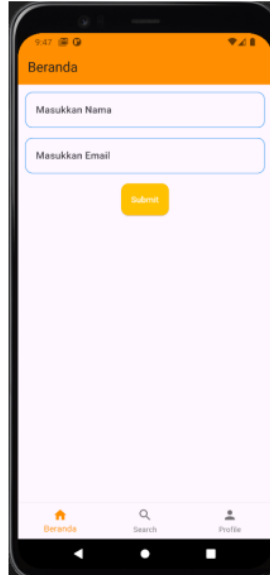 9:47
Beranda
Masukkan Nama
Masukkan Email
Submit
Beranda
Search
Profile